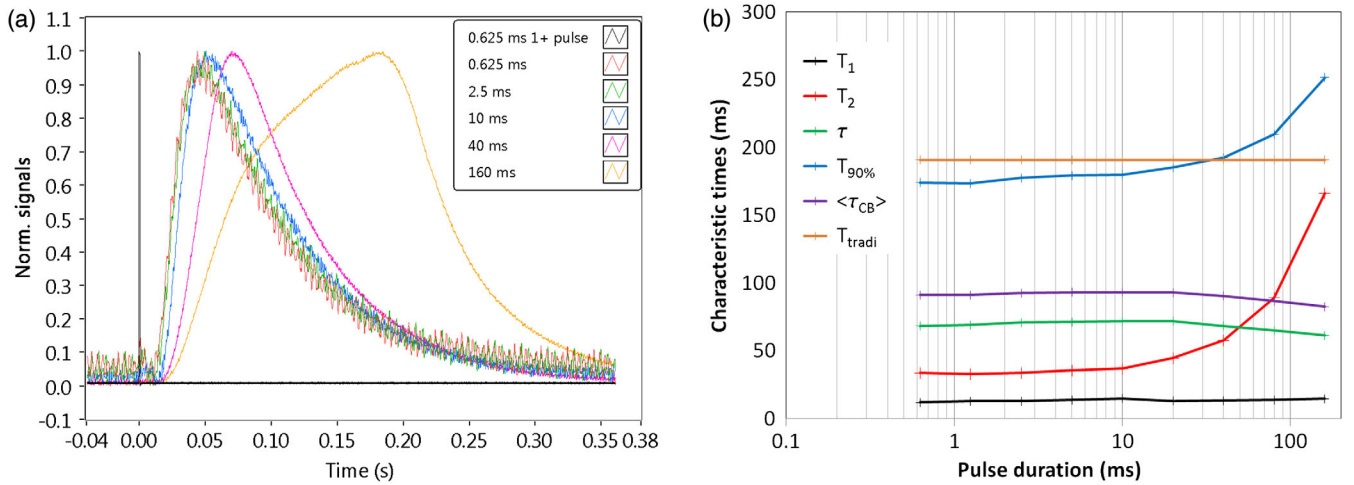 (a)
1.1
1.0
0.9
0.8
0.7
0.6
0.5
0.4
0.3
0.2
0.1
0.0
-0.1
Norm. signals
0.625 ms 1+ pulse
0.625 ms
2.5 ms
10 ms
40 ms
160 ms
-0.04 0.00 0.05 0.10 0.15 0.20 0.25 0.30 0.35 0.38
Time (s)
(b)
300
250
200
150
100
50
0
Characteristic times (ms)
T₁
T₂
τ
T₉₀%
<τCB>
Ttradi
0.1 1 10 100
Pulse duration (ms)